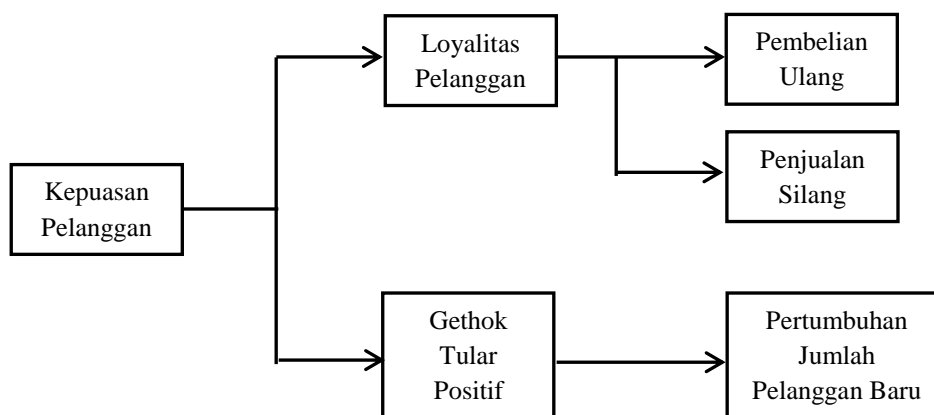 Loyalitas
Pelanggan
Pembelian
Ulang
Penjualan
Silang
Kepuasan
Pelanggan
Gethok
Tular
Positif
Pertumbuhan
Jumlah
Pelanggan Baru